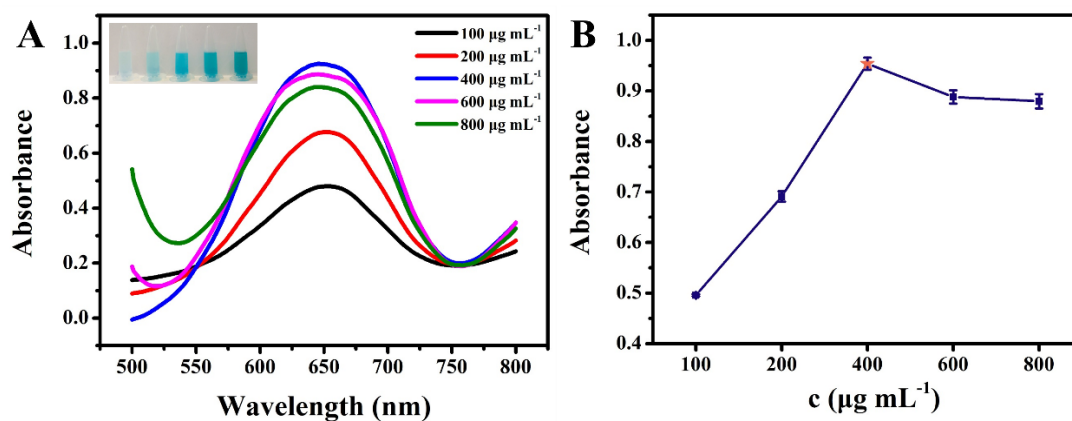 A
100 μg mL⁻¹
200 μg mL⁻¹
400 μg mL⁻¹
600 μg mL⁻¹
800 μg mL⁻¹
1.0
0.8
0.6
0.4
0.2
0.0
Absorbance
500 550 600 650 700 750 800
Wavelength (nm)
B
1.0
0.9
0.8
0.7
0.6
0.5
0.4
Absorbance
100 200 400 600 800
c (μg mL⁻¹)